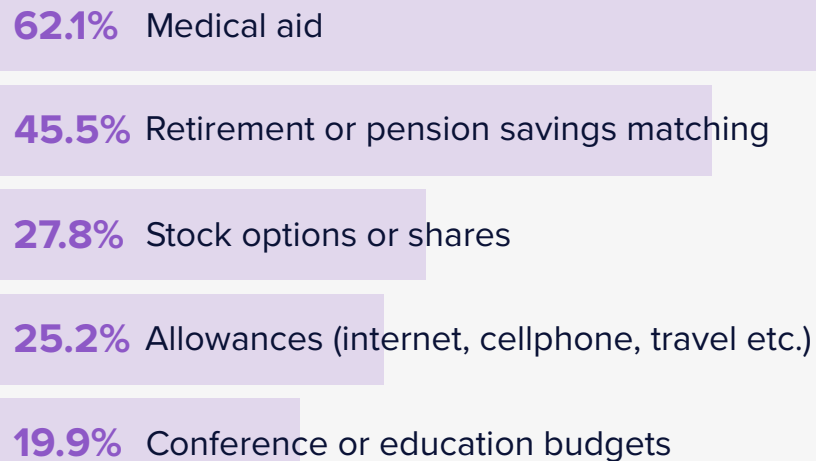 62.1% Medical aid
45.5% Retirement or pension savings matching
27.8% Stock options or shares
25.2% Allowances (internet, cellphone, travel etc.)
19.9% Conference or education budgets